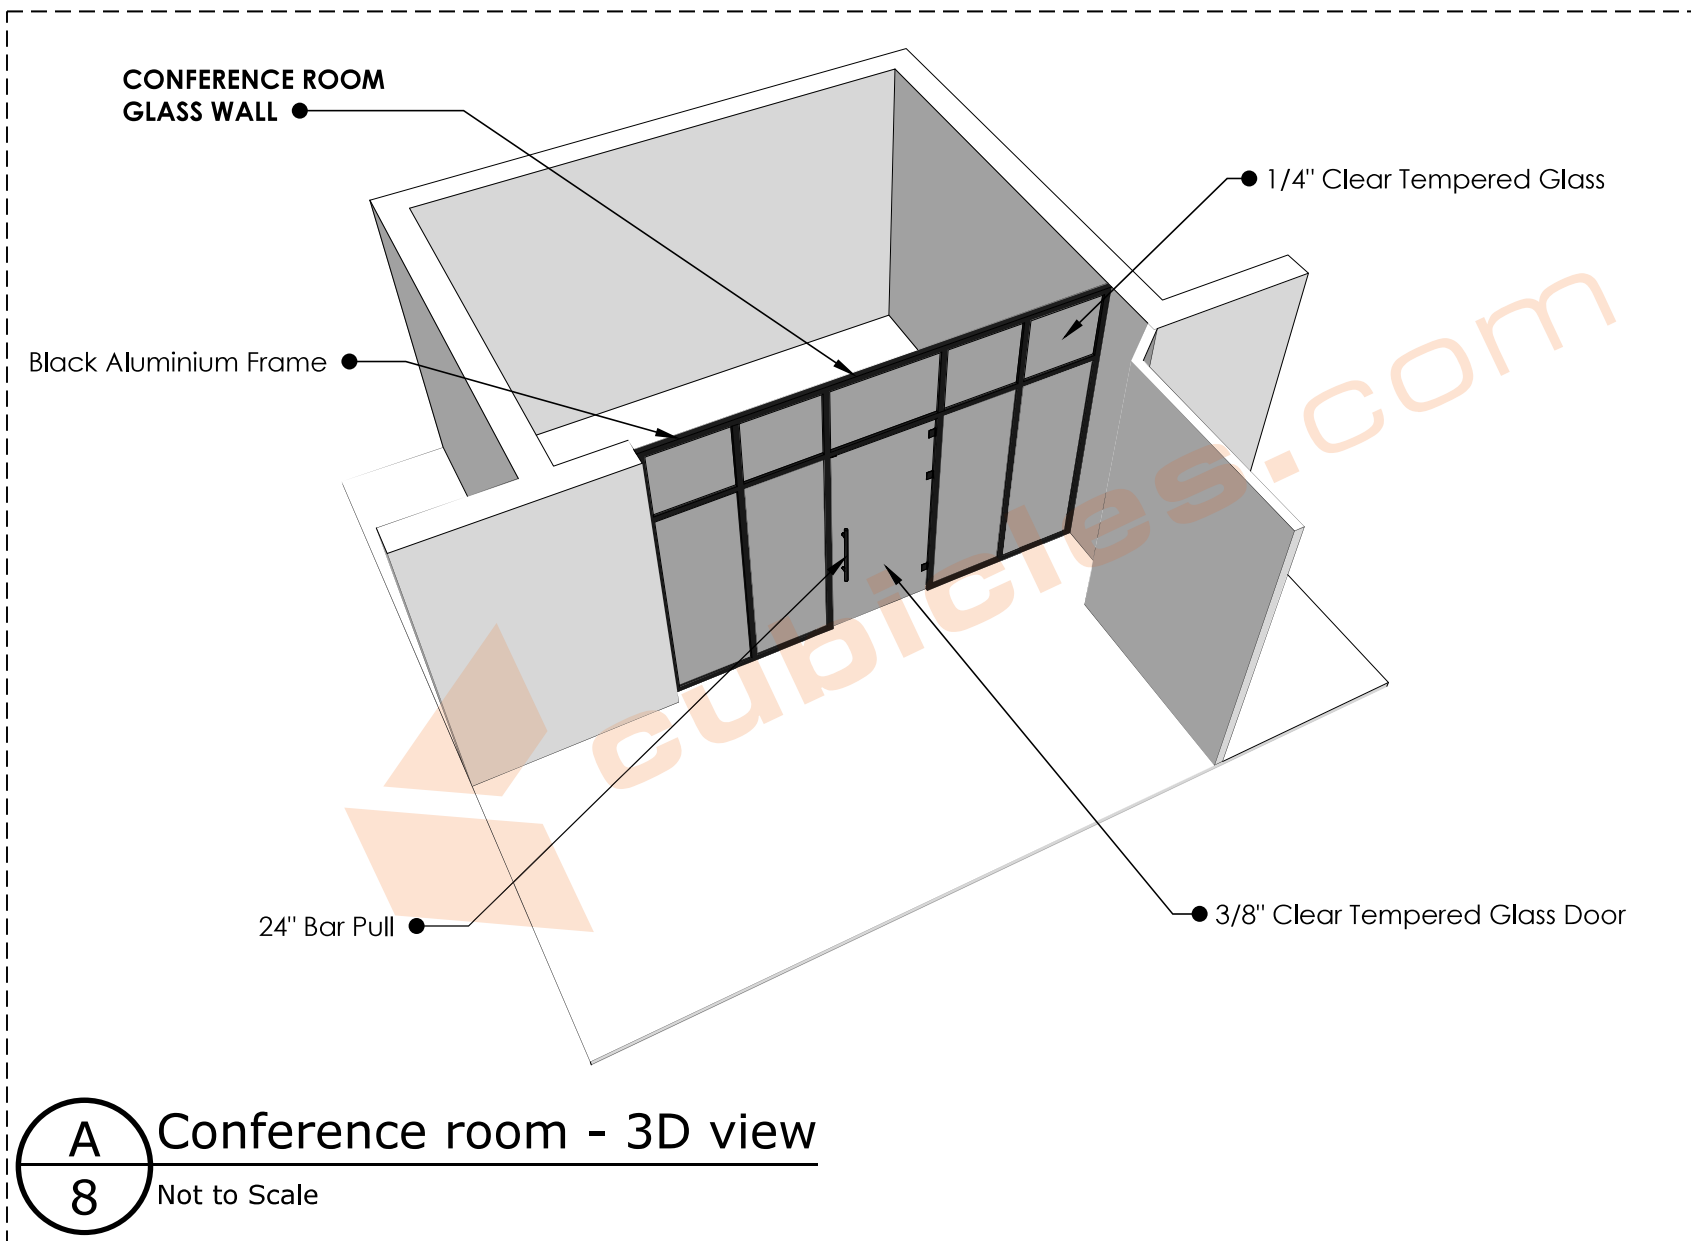 CONFERENCE ROOM
GLASS WALL
1/4" Clear Tempered Glass
Black Aluminium Frame
cubicles.com
24" Bar Pull
3/8" Clear Tempered Glass Door
A
8
Conference room - 3D view
Not to Scale